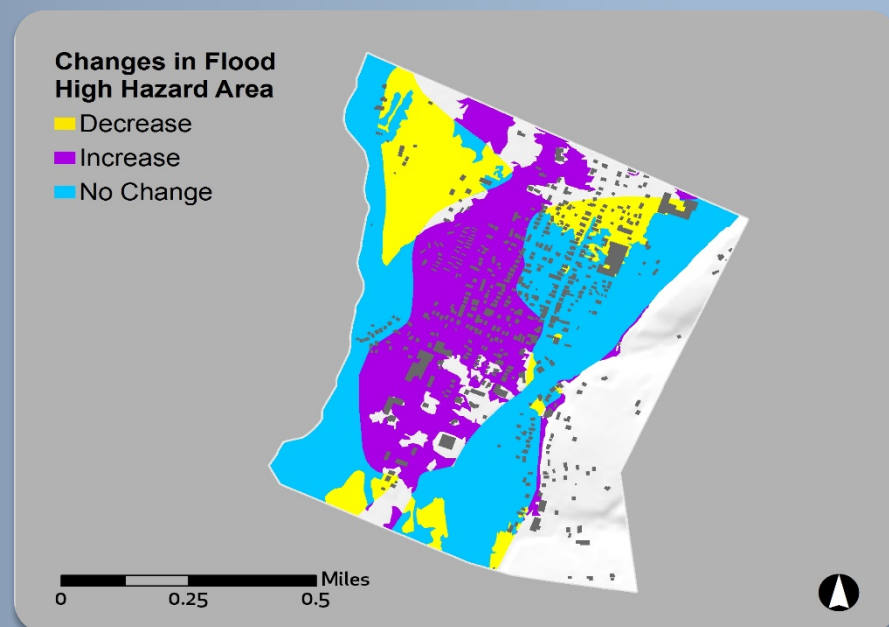 Changes in Flood
High Hazard Area
Decrease
Increase
No Change
Miles
0 0.25 0.5